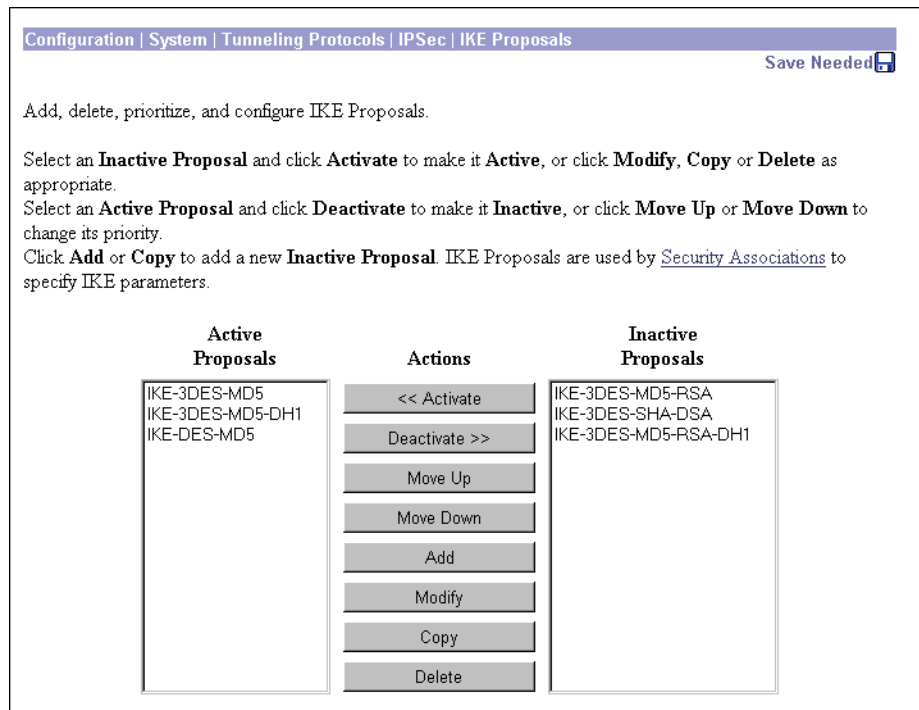 Configuration | System | Tunneling Protocols | IPSec | IKE Proposals
Save Needed
Add, delete, prioritize, and configure IKE Proposals.
Select an Inactive Proposal and click Activate to make it Active, or click Modify, Copy or Delete as
appropriate.
Select an Active Proposal and click Deactivate to make it Inactive, or click Move Up or Move Down to
change its priority.
Click Add or Copy to add a new Inactive Proposal. IKE Proposals are used by Security Associations to
specify IKE parameters.
Active
Proposals
Actions
Inactive
Proposals
IKE-3DES-MD5
IKE-3DES-MD5-DH1
IKE-DES-MD5
<< Activate
Deactivate >>
Move Up
Move Down
Add
Modify
Copy
Delete
IKE-3DES-MD5-RSA
IKE-3DES-SHA-DSA
IKE-3DES-MD5-RSA-DH1